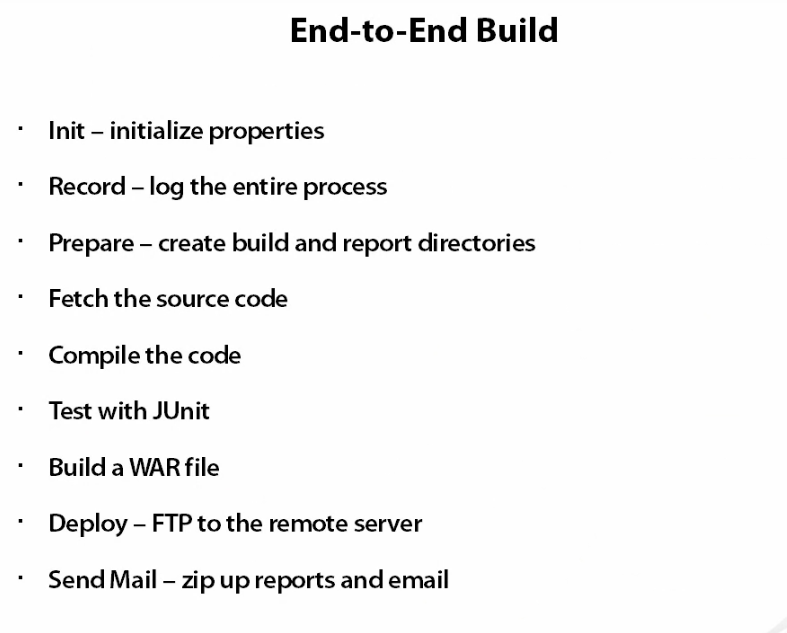 End-to-End Build
· Init – initialize properties
· Record – log the entire process
· Prepare – create build and report directories
· Fetch the source code
· Compile the code
· Test with JUnit
· Build a WAR file
· Deploy – FTP to the remote server
· Send Mail – zip up reports and email